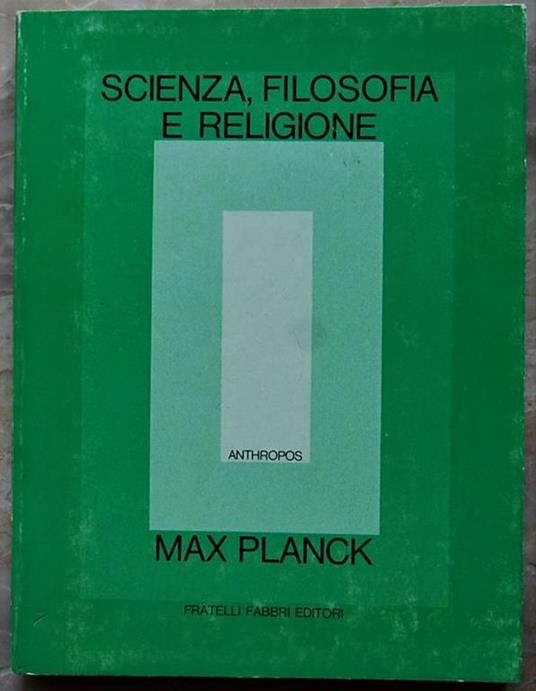 SCIENZA, FILOSOFIA
E RELIGIONE
ANTHROPOS
MAX PLANCK
FRATELLI FABBRI EDITORI